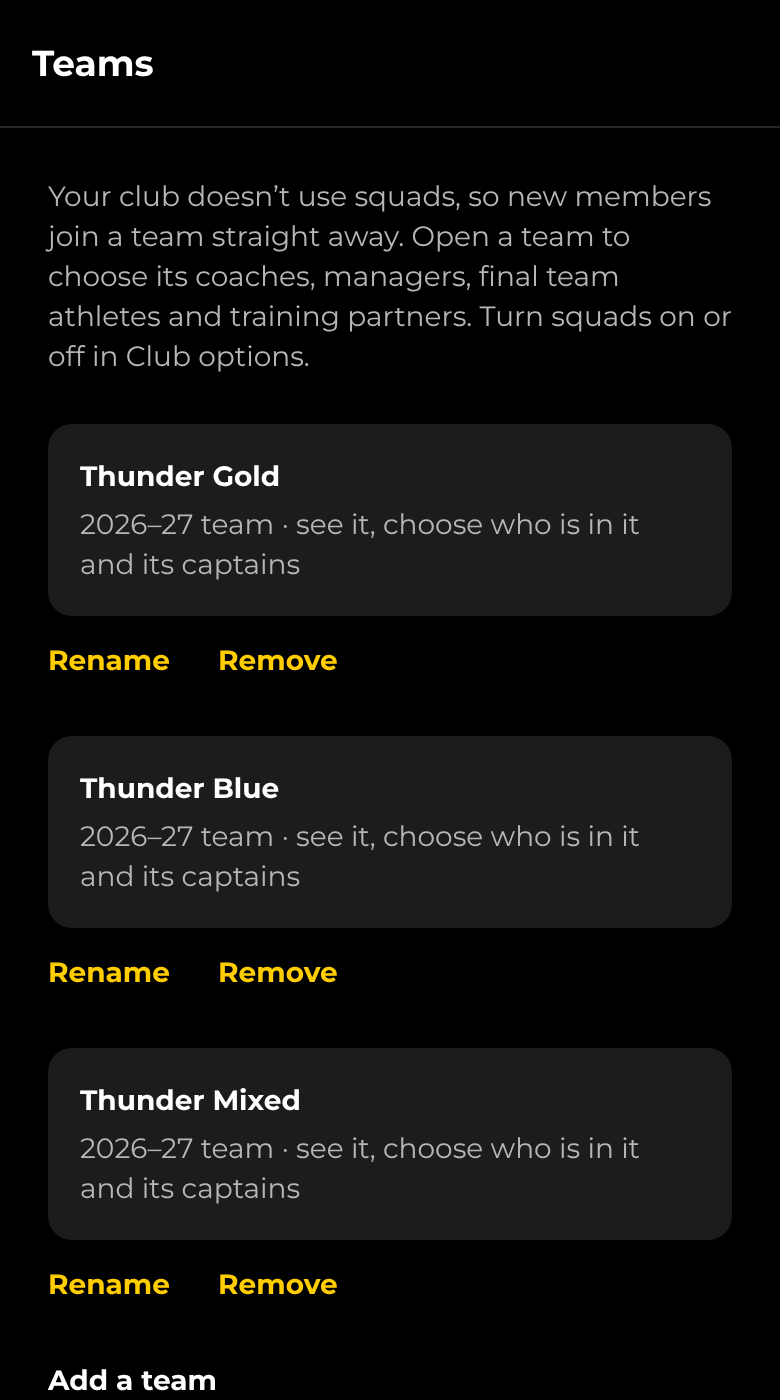 Teams
Your club doesn’t use squads, so new members
join a team straight away. Open a team to
choose its coaches, managers, final team
athletes and training partners. Turn squads on or
off in Club options.
Thunder Gold
2026–27 team · see it, choose who is in it
and its captains
Rename Remove
Thunder Blue
2026–27 team · see it, choose who is in it
and its captains
Rename Remove
Thunder Mixed
2026–27 team · see it, choose who is in it
and its captains
Rename Remove
Add a team